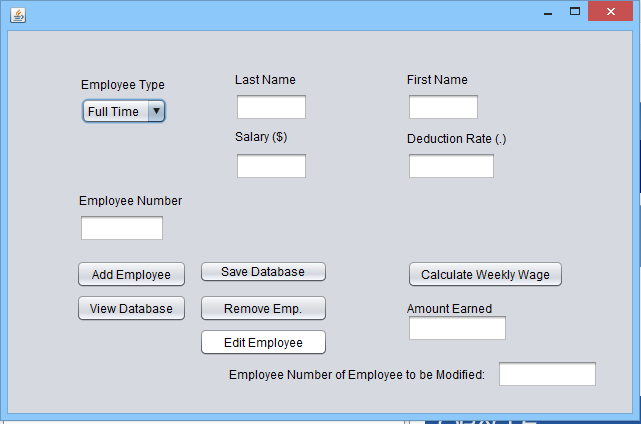 Employee Type
Last Name
First Name
Full Time
Salary ($)
Deduction Rate (.)
Employee Number
Add Employee
Save Database
Calculate Weekly Wage
View Database
Remove Emp.
Amount Earned
Edit Employee
Employee Number of Employee to be Modified: